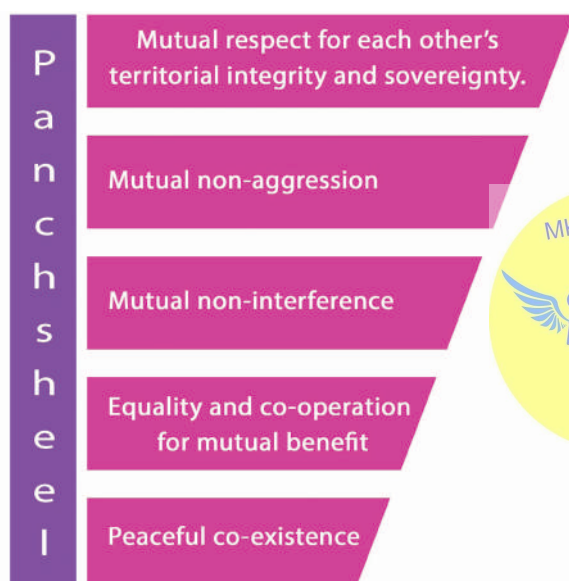 Panchsheel
Mutual respect for each other's
territorial integrity and sovereignty.
Mutual non-aggression
Mutual non-interference
Equality and co-operation
for mutual benefit
Peaceful co-existence